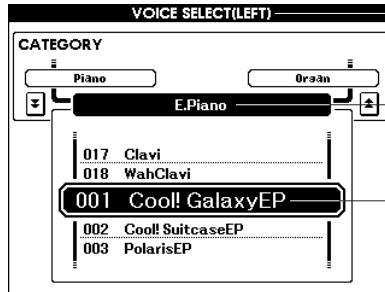 VOICE SELECT(LEFT)
CATEGORY
Piano
Organ
E.Piano
017 Clavi
018 WahClavi
001 Cool! GalaxyEP
002 Cool! SuitcaseEP
003 PolarisEP